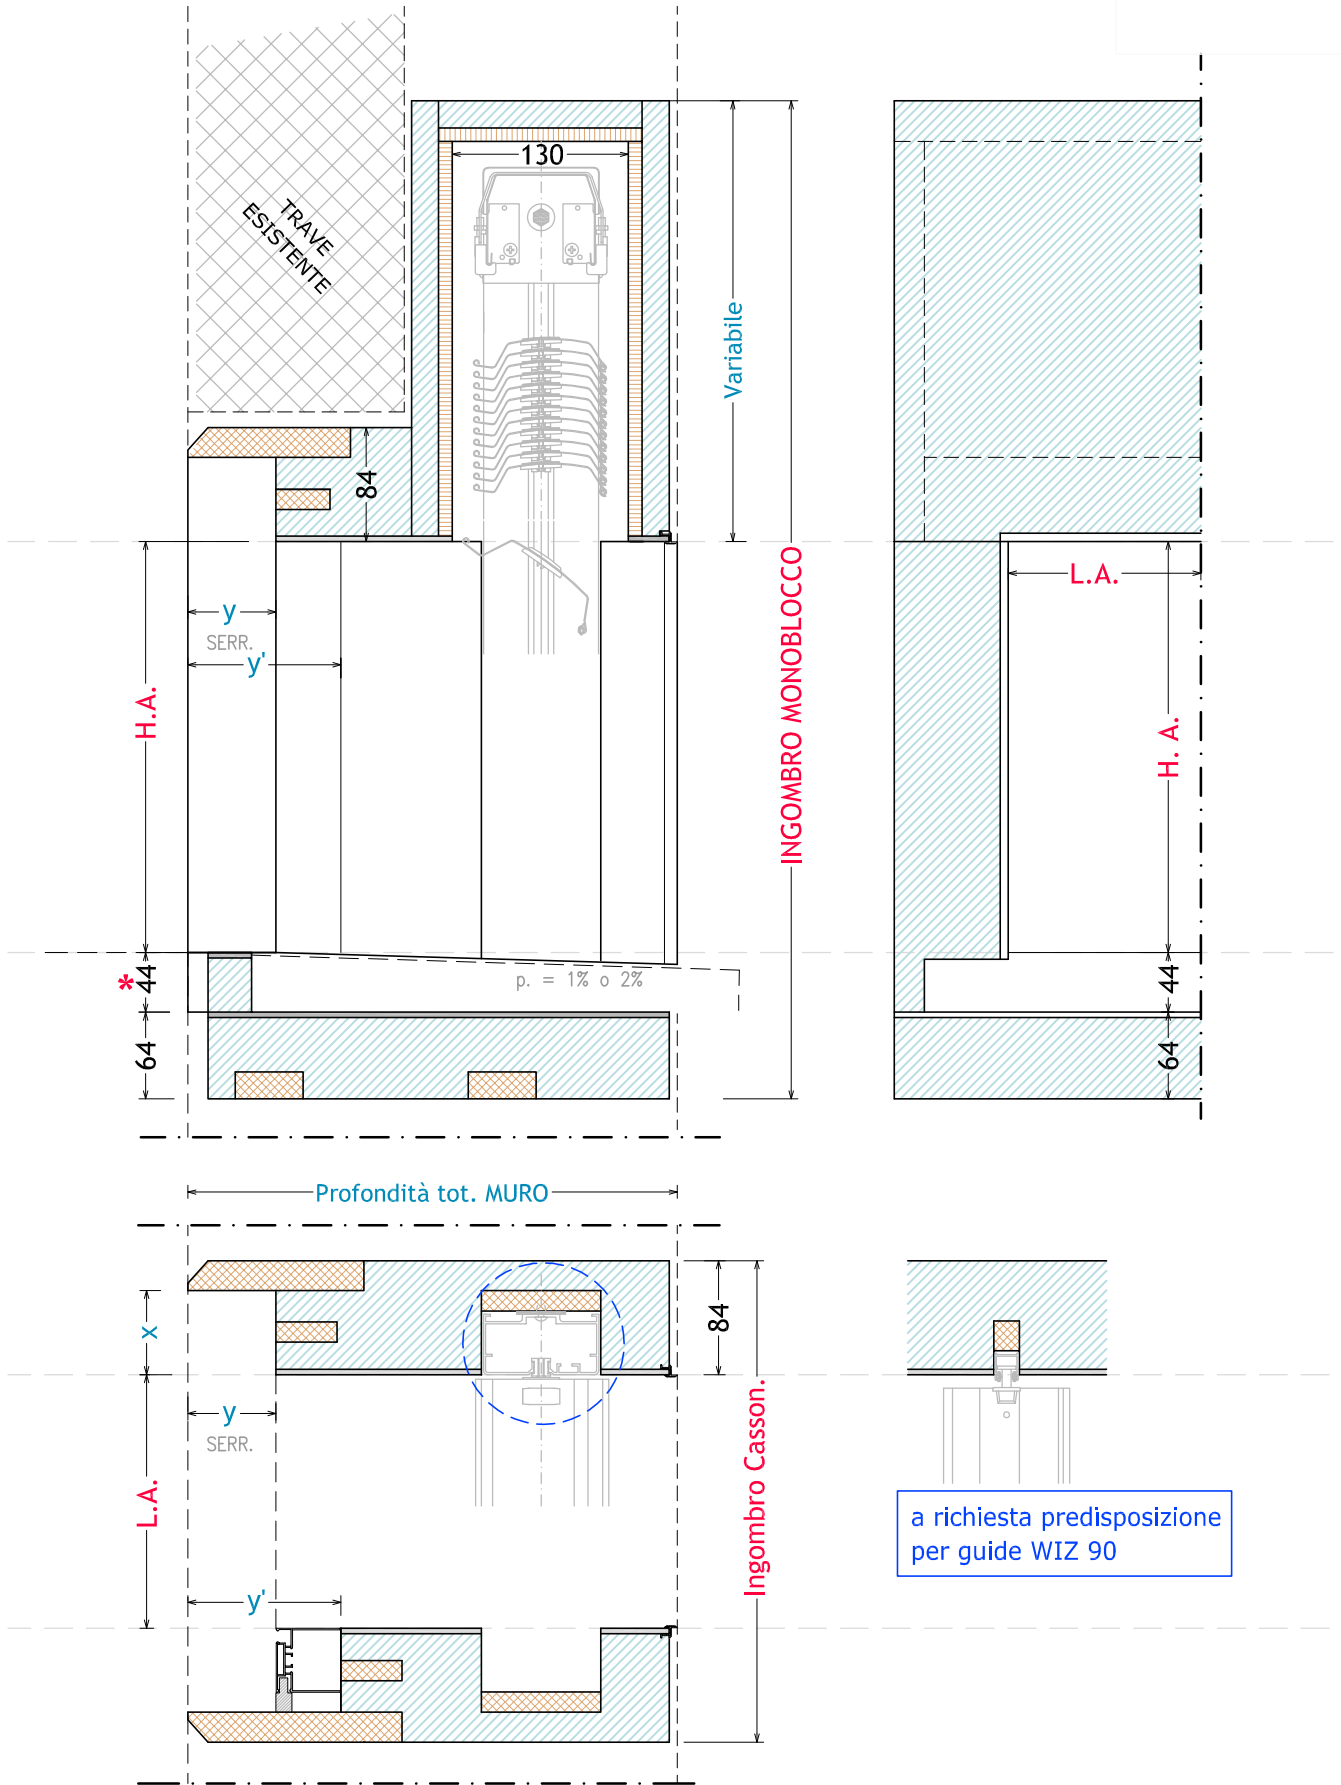 130
TRAVE
ESISTENTE
Variabile
84
INGOMBRO MONOBLOCCO
L.A.
y
SERR.
y'
H.A.
H. A.
* 44
p. = 1% o 2%
44
64
64
Profondità tot. MURO
x
84
y
SERR.
L.A.
Ingombro Casson.
a richiesta predisposizione
per guide WIZ 90
y'